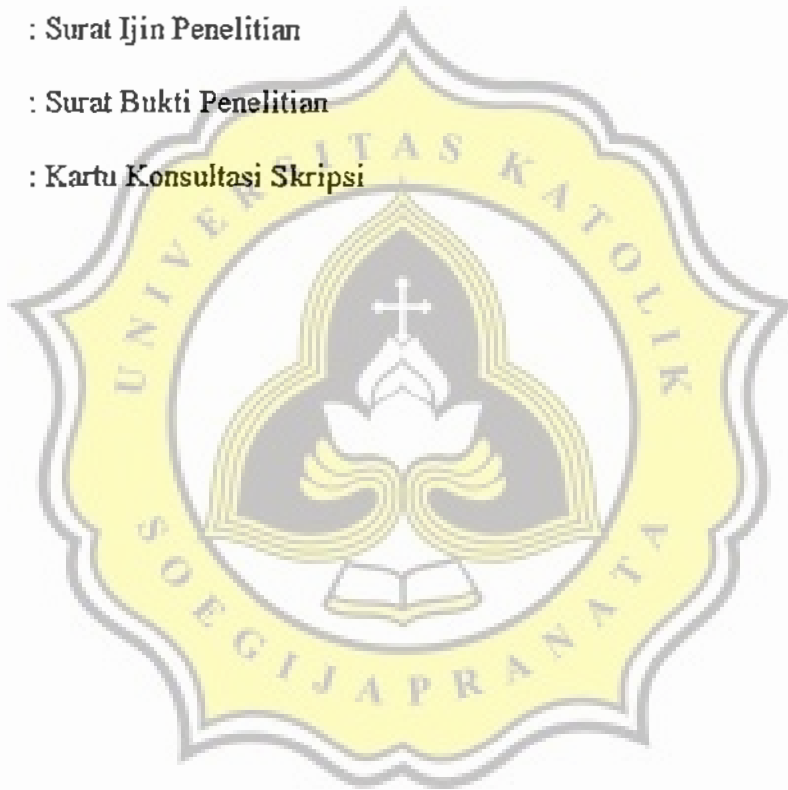 : Surat Ijin Penelitian
: Surat Bukti Penelitian
: Kartu Konsultasi Skripsi
UNIVERSITAS KATOLIK
SOEGIJAPRANATA